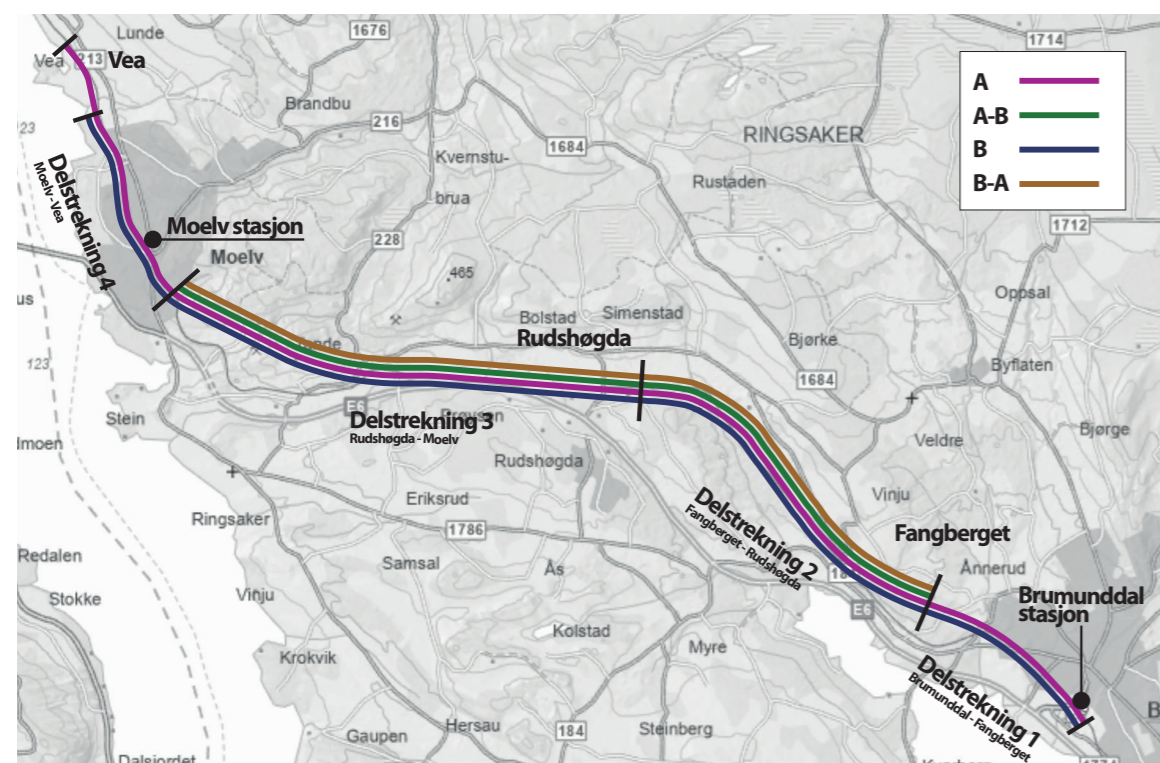 Lunde
1676
1714
Vea
213
Vea
A
A-B
B
B-A
Brandbu
216
123
1684
RINGSAKER
Kvernstu-
brua
Rustaden
Delstrekning 4
Moelv - Vea
Moelv stasjon
Moelv
228
1712
465
us
Oppsal
Bolstad
Simenstad
Rudshøgda
Bjørke
123
Byflaten
1684
E6
Stein
Delstrekning 3
Rudshøgda - Moelv
Bjørge
lmoen
Veldre
Rudshøgda
Vinju
Eriksrud
Delstrekning 2
Fangberget - Rudshøgda
Ringsaker
1786
Fangberget
Redalen
Samsal
Ås
Ånnerud
Stokke
Vinju
E6
Brumunddal
stasjon
Kolstad
Myre
Krokvik
Delstrekning 1
Brumunddal - Fangberget
B
Hersau
184
Steinberg
Gaupen